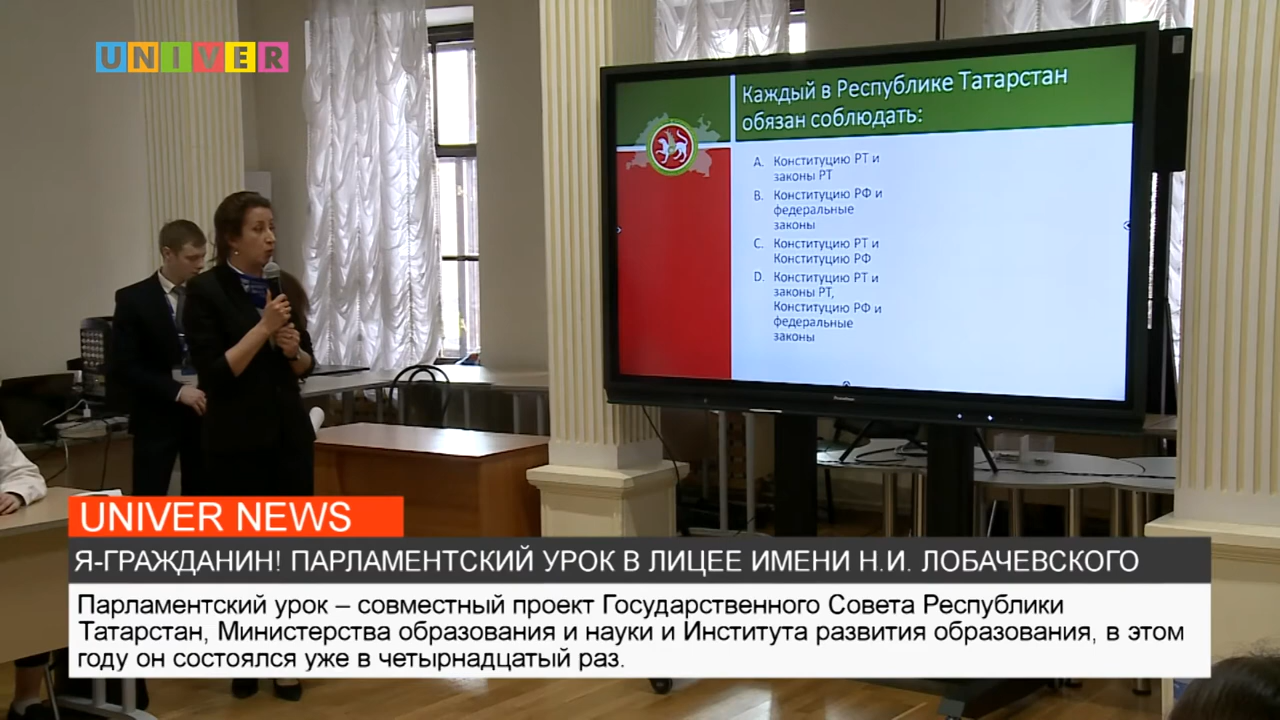 UNIVER
Каждый в Республике Татарстан
обязан соблюдать:
A. Конституцию РТ и
законы РТ
B. Конституцию РФ и
федеральные
законы
C. Конституцию РТ и
Конституцию РФ
D. Конституцию РТ и
законы РТ,
Конституцию РФ и
федеральные
законы
UNIVER NEWS
Я-ГРАЖДАНИН! ПАРЛАМЕНТСКИЙ УРОК В ЛИЦЕЕ ИМЕНИ Н.И. ЛОБАЧЕВСКОГО
Парламентский урок – совместный проект Государственного Совета Республики
Татарстан, Министерства образования и науки и Института развития образования, в этом
году он состоялся уже в четырнадцатый раз.